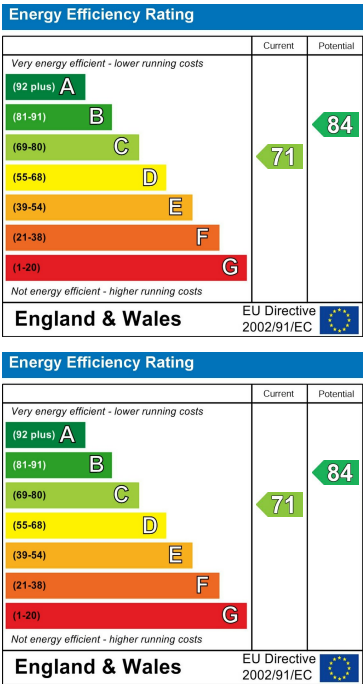 Energy Efficiency Rating
Current Potential
Very energy efficient - lower running costs
(92 plus) A
(81-91) B
84
(69-80) C
71
(55-68) D
(39-54) E
(21-38) F
(1-20) G
Not energy efficient - higher running costs
England & Wales
EU Directive
2002/91/EC
Energy Efficiency Rating
Current Potential
Very energy efficient - lower running costs
(92 plus) A
(81-91) B
84
(69-80) C
71
(55-68) D
(39-54) E
(21-38) F
(1-20) G
Not energy efficient - higher running costs
England & Wales
EU Directive
2002/91/EC